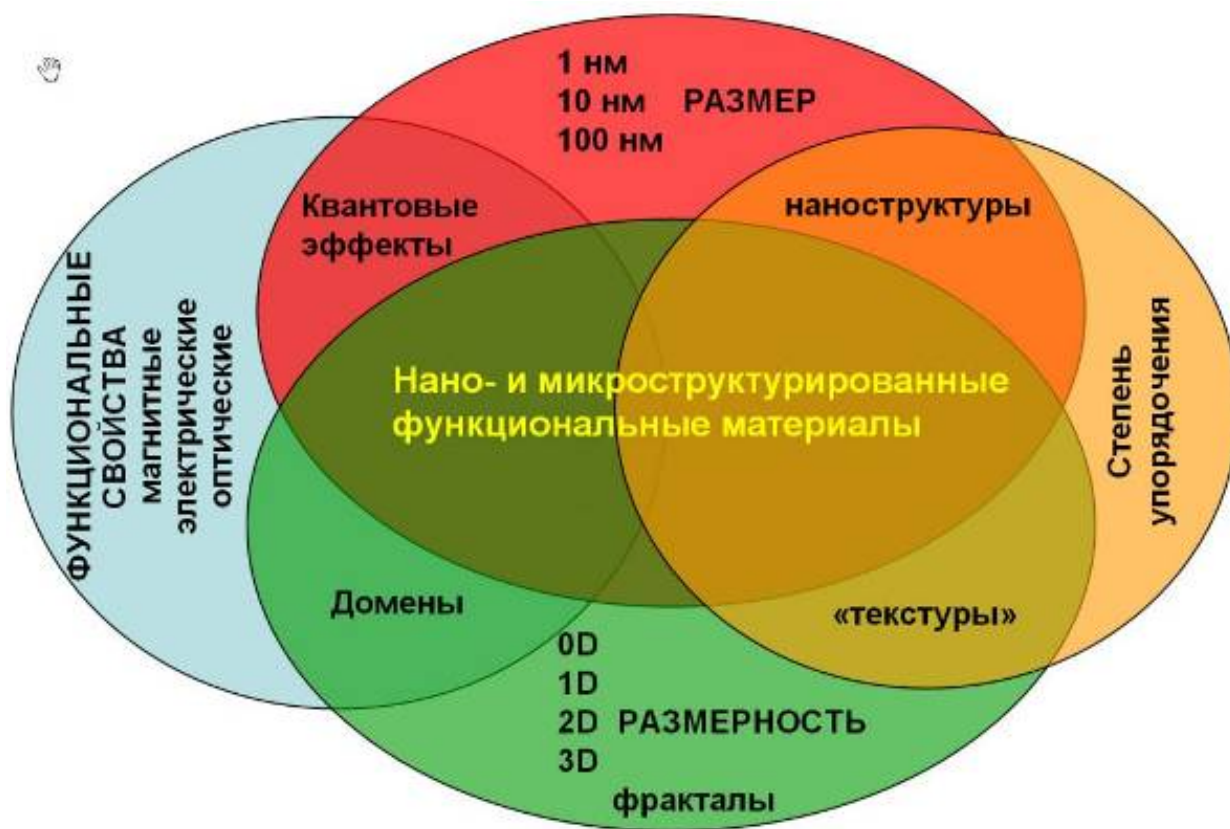 1 нм
10 нм РАЗМЕР
100 нм
Квантовые
эффекты
наноструктуры
ФУНКЦИОНАЛЬНЫЕ
СВОЙСТВА
магнитные
электрические
оптические
Нано- и микроструктурированные
функциональные материалы
Степень
упорядочения
Домены
«текстуры»
0D
1D
2D РАЗМЕРНОСТЬ
3D
фракталы